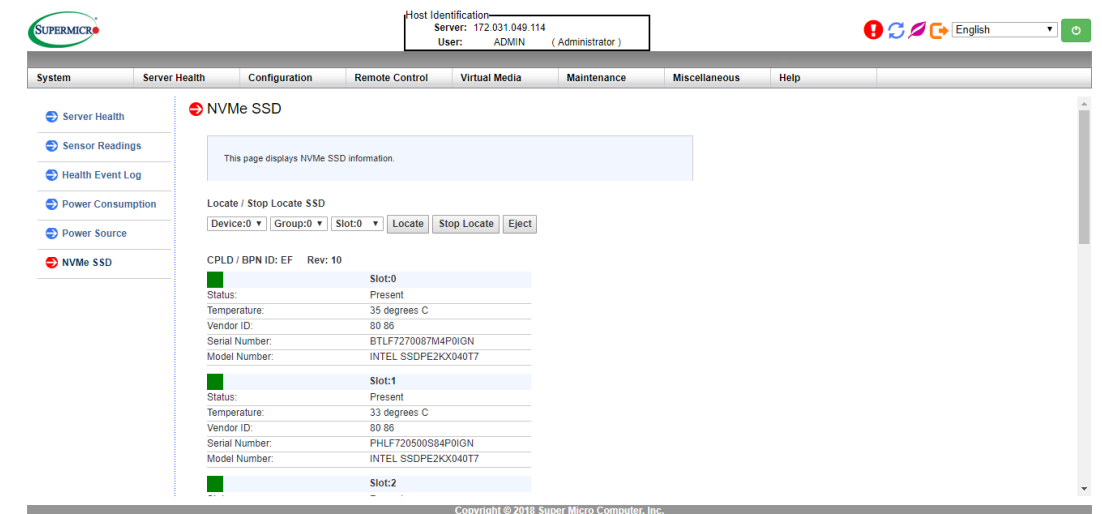 SUPERMICR
Host Identification
Server: 172.031.049.114
User: ADMIN ( Administrator )
English
System Server Health Configuration Remote Control Virtual Media Maintenance Miscellaneous Help
Server Health
Sensor Readings
Health Event Log
Power Consumption
Power Source
NVMe SSD
NVMe SSD
This page displays NVMe SSD information.
Locate / Stop Locate SSD
Device:0 Group:0 Slot:0 Locate Stop Locate Eject
CPLD / BPN ID: EF Rev: 10
Slot:0
Status: Present
Temperature: 35 degrees C
Vendor ID: 80 86
Serial Number: BTLF7270087M4P0IGN
Model Number: INTEL SSDPE2KX040T7
Slot:1
Status: Present
Temperature: 33 degrees C
Vendor ID: 80 86
Serial Number: PHLF720500S84P0IGN
Model Number: INTEL SSDPE2KX040T7
Slot:2
Copyright © 2018 Super Micro Computer, Inc.